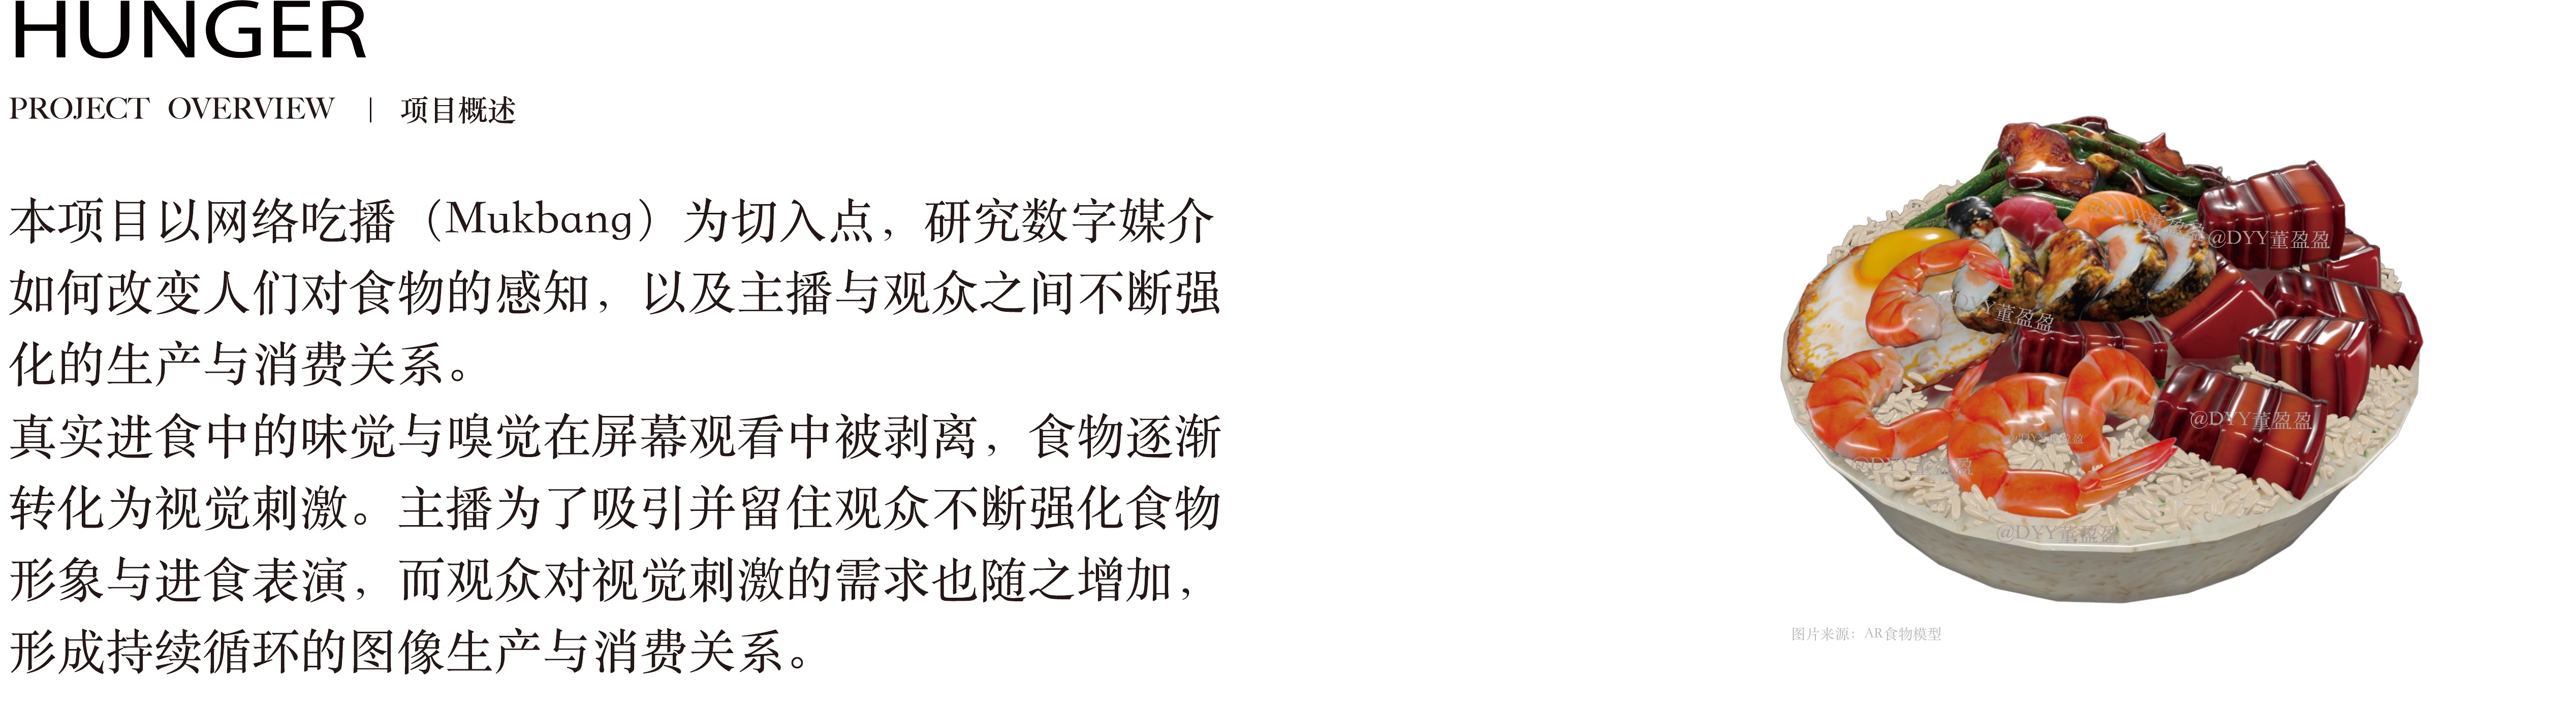 HUNGER
PROJECT OVERVIEW | 项目概述
本项目以网络吃播（Mukbang）为切入点，研究数字媒介
如何改变人们对食物的感知，以及主播与观众之间不断强
化的生产与消费关系。
真实进食中的味觉与嗅觉在屏幕观看中被剥离，食物逐渐
转化为视觉刺激。主播为了吸引并留住观众不断强化食物
形象与进食表演，而观众对视觉刺激的需求也随之增加，
形成持续循环的图像生产与消费关系。
@DYY董盈盈
DYY董盈盈
@DYY董盈盈
@DYY董盈盈
@DYY董盈盈
图片来源：AR食物模型